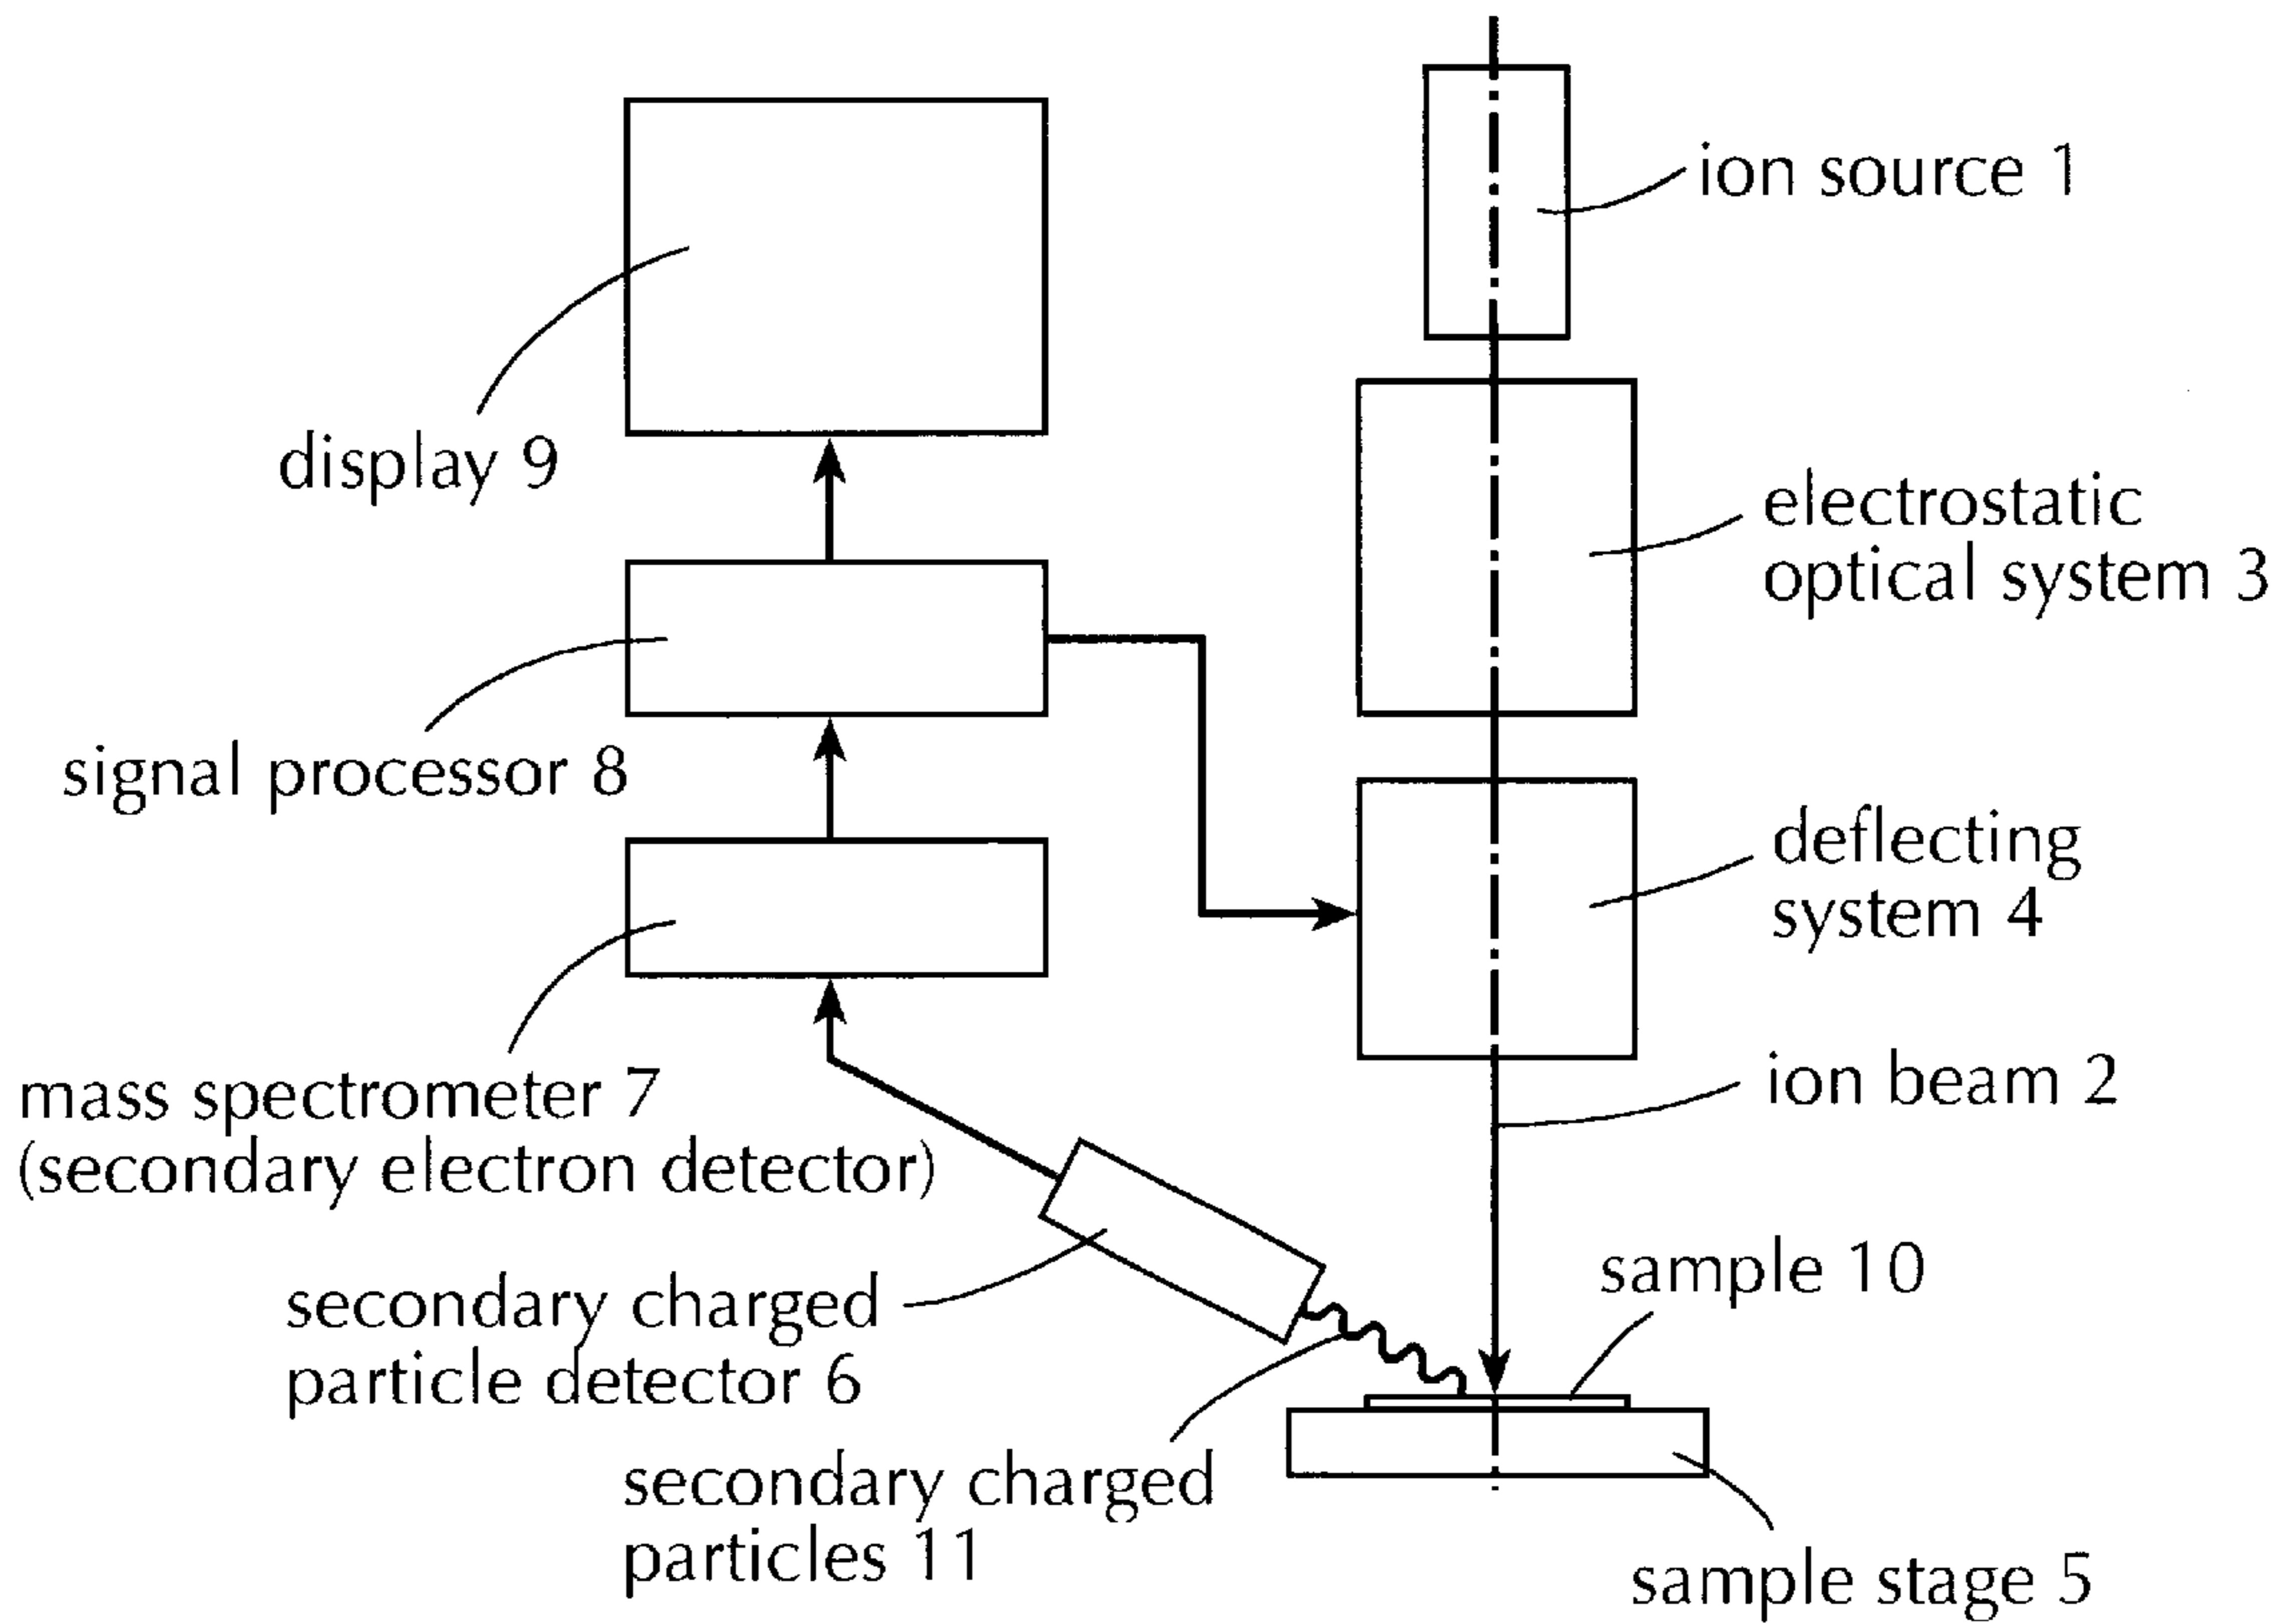 ion source 1
display 9
electrostatic
optical system 3
signal processor 8
deflecting
system 4
mass spectrometer 7
(secondary electron detector)
ion beam 2
secondary charged
particle detector 6
sample 10
secondary charged
particles 11
sample stage 5